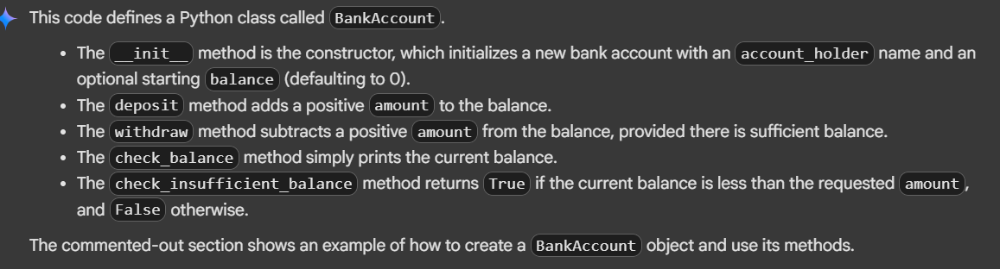 This code defines a Python class called BankAccount.
• The __init__ method is the constructor, which initializes a new bank account with an account_holder name and an
optional starting balance (defaulting to 0).
• The deposit method adds a positive amount to the balance.
• The withdraw method subtracts a positive amount from the balance, provided there is sufficient balance.
• The check_balance method simply prints the current balance.
• The check_insufficient_balance method returns True if the current balance is less than the requested amount,
and False otherwise.
The commented-out section shows an example of how to create a BankAccount object and use its methods.